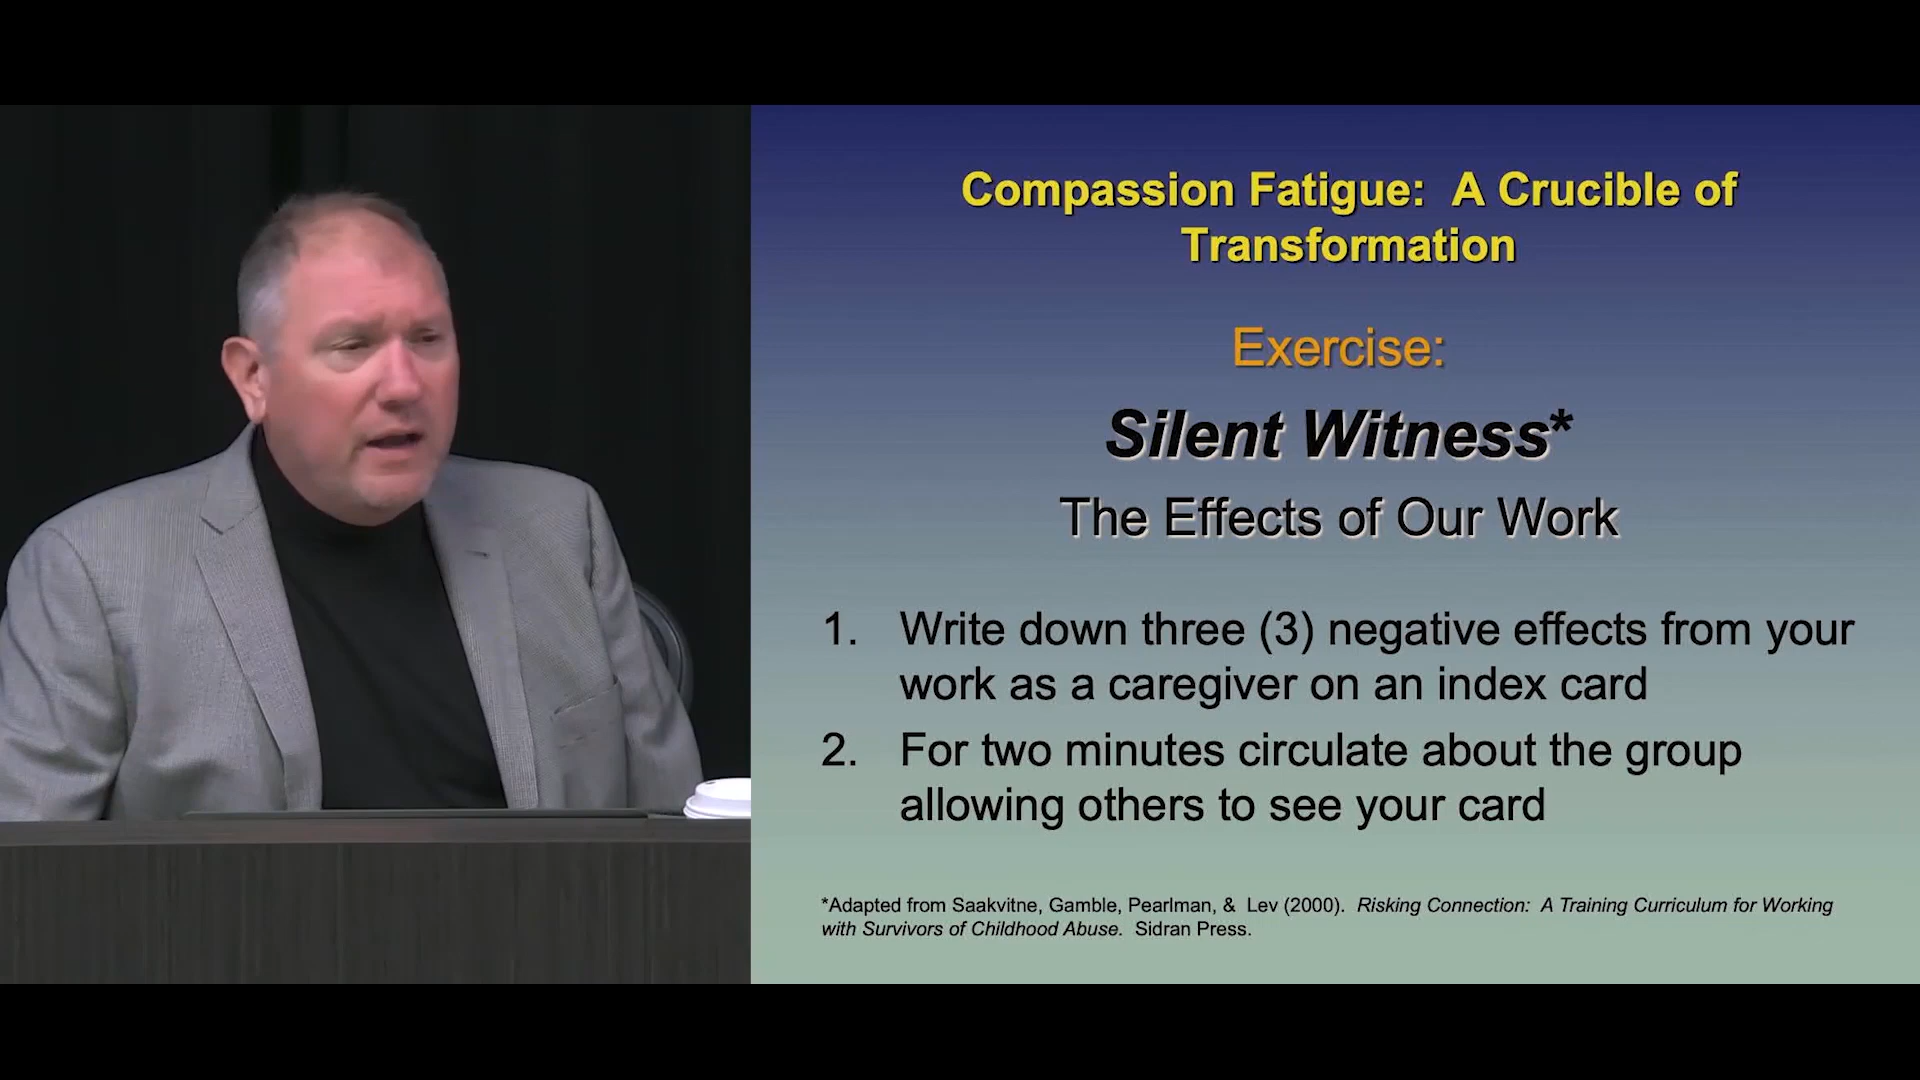 Compassion Fatigue: A Crucible of
Transformation
Exercise:
Silent Witness*
The Effects of Our Work
1. Write down three (3) negative effects from your
work as a caregiver on an index card
2. For two minutes circulate about the group
allowing others to see your card
*Adapted from Saakvitne, Gamble, Pearlman, & Lev (2000). Risking Connection: A Training Curriculum for Working
with Survivors of Childhood Abuse. Sidran Press.